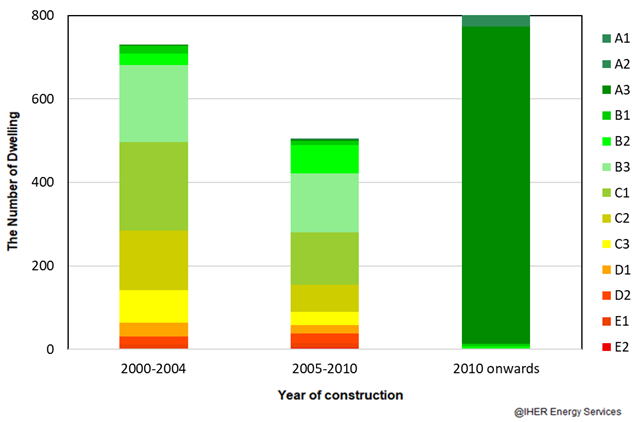 800
600
400
200
0
The Number of Dwelling
2000-2004
2005-2010
2010 onwards
Year of construction
A1
A2
A3
B1
B2
B3
C1
C2
C3
D1
D2
E1
E2
@IHER Energy Services